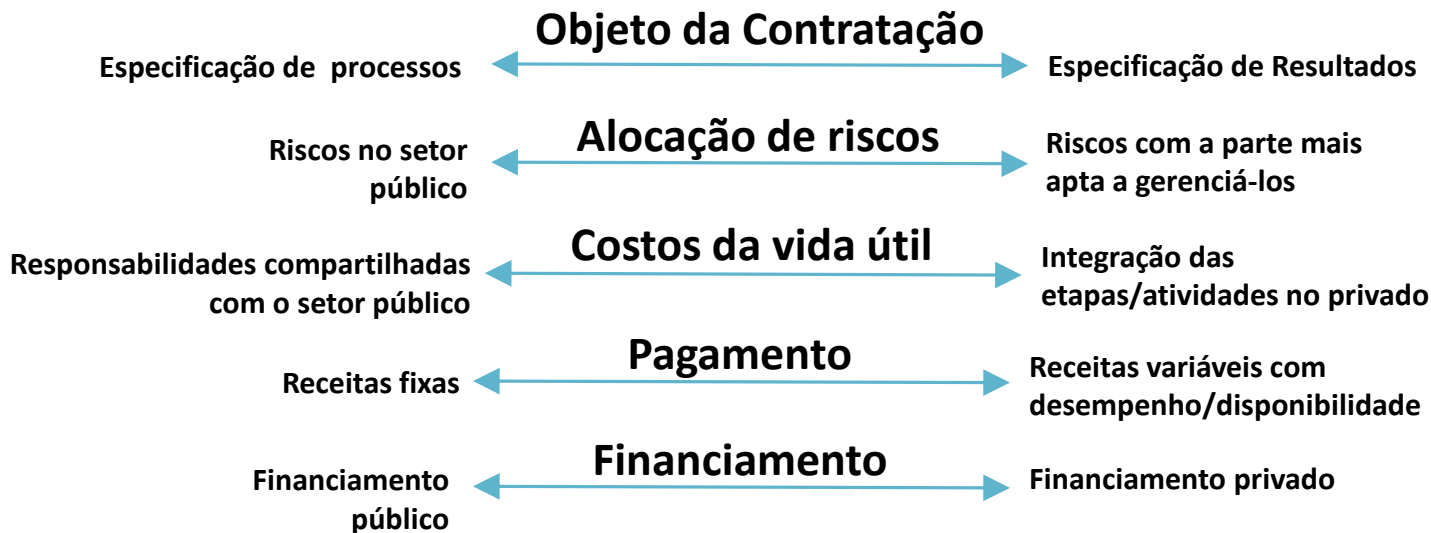 Objeto da Contratação
Especificação de processos
Especificação de Resultados
Alocação de riscos
Riscos no setor
público
Riscos com a parte mais
apta a gerenciá-los
Costos da vida útil
Responsabilidades compartilhadas
com o setor público
Integração das
etapas/atividades no privado
Pagamento
Receitas fixas
Receitas variáveis com
desempenho/disponibilidade
Financiamento
Financiamento
público
Financiamento privado